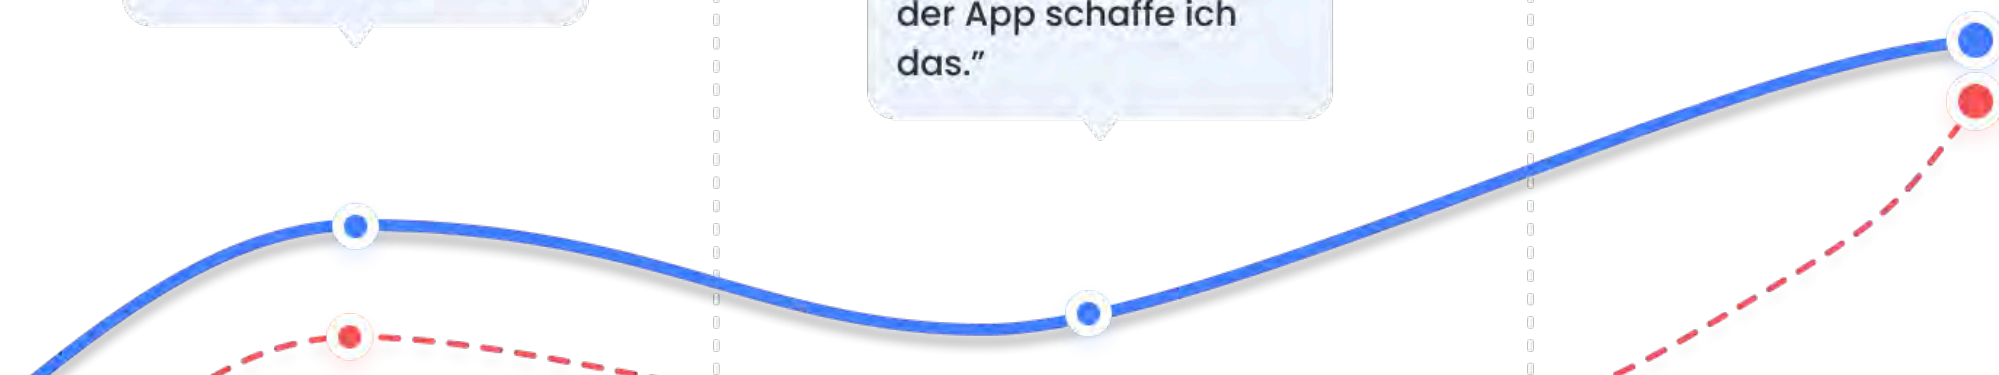 der App schaffe ich
das.”